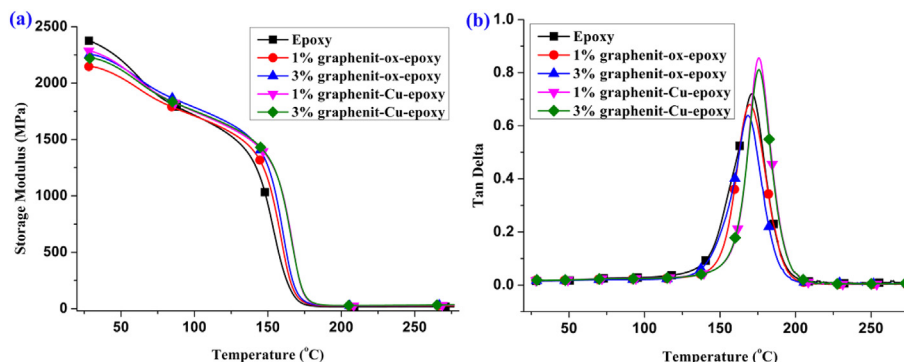 (a)
Epoxy
1% graphenit-ox-epoxy
3% graphenit-ox-epoxy
1% graphenit-Cu-epoxy
3% graphenit-Cu-epoxy
Storage Modulus (MPa)
2500
2000
1500
1000
500
0
50
100
150
200
250
Temperature (°C)
(b)
Epoxy
1% graphenit-ox-epoxy
3% graphenit-ox-epoxy
1% graphenit-Cu-epoxy
3% graphenit-Cu-epoxy
Tan Delta
1.0
0.8
0.6
0.4
0.2
0.0
50
100
150
200
250
Temperature (°C)